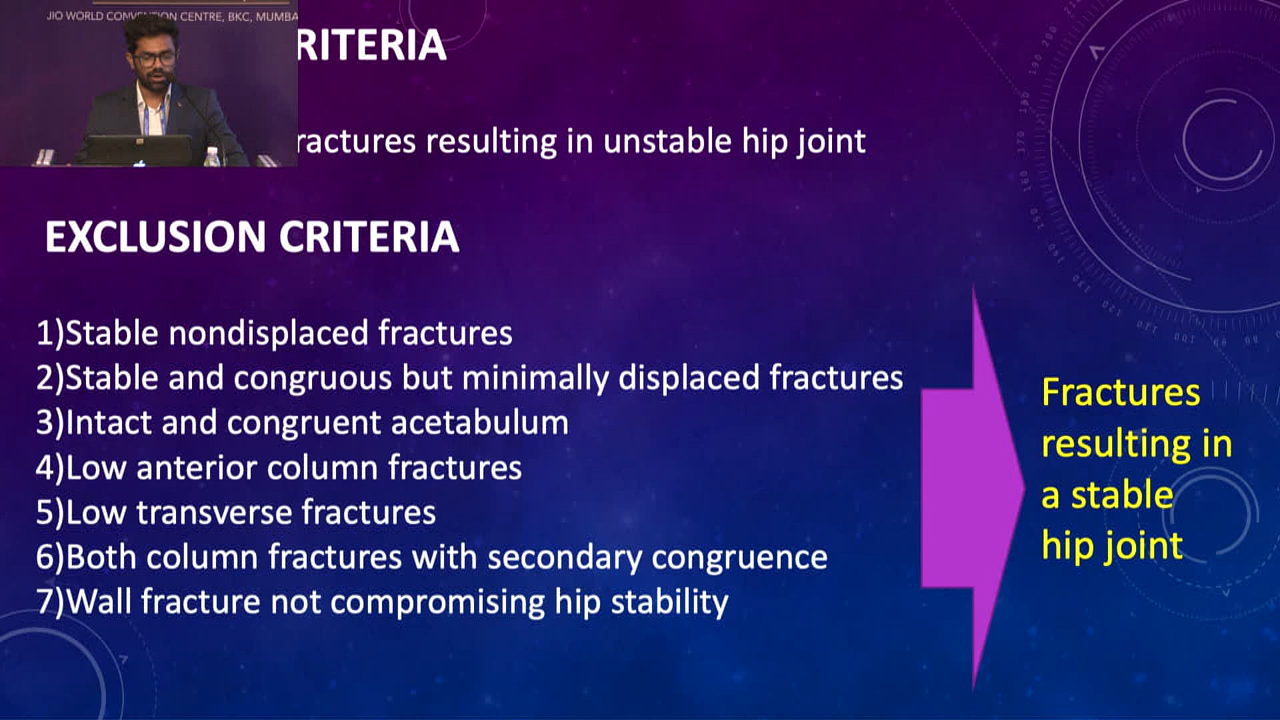 JIO WORLD CONVENTION CENTRE, BKC, MUMBA
RITERIA
ractures resulting in unstable hip joint
EXCLUSION CRITERIA
1)Stable nondisplaced fractures
2)Stable and congruous but minimally displaced fractures
3)Intact and congruent acetabulum
4)Low anterior column fractures
5)Low transverse fractures
6)Both column fractures with secondary congruence
7)Wall fracture not compromising hip stability
Fractures
resulting in
a stable
hip joint